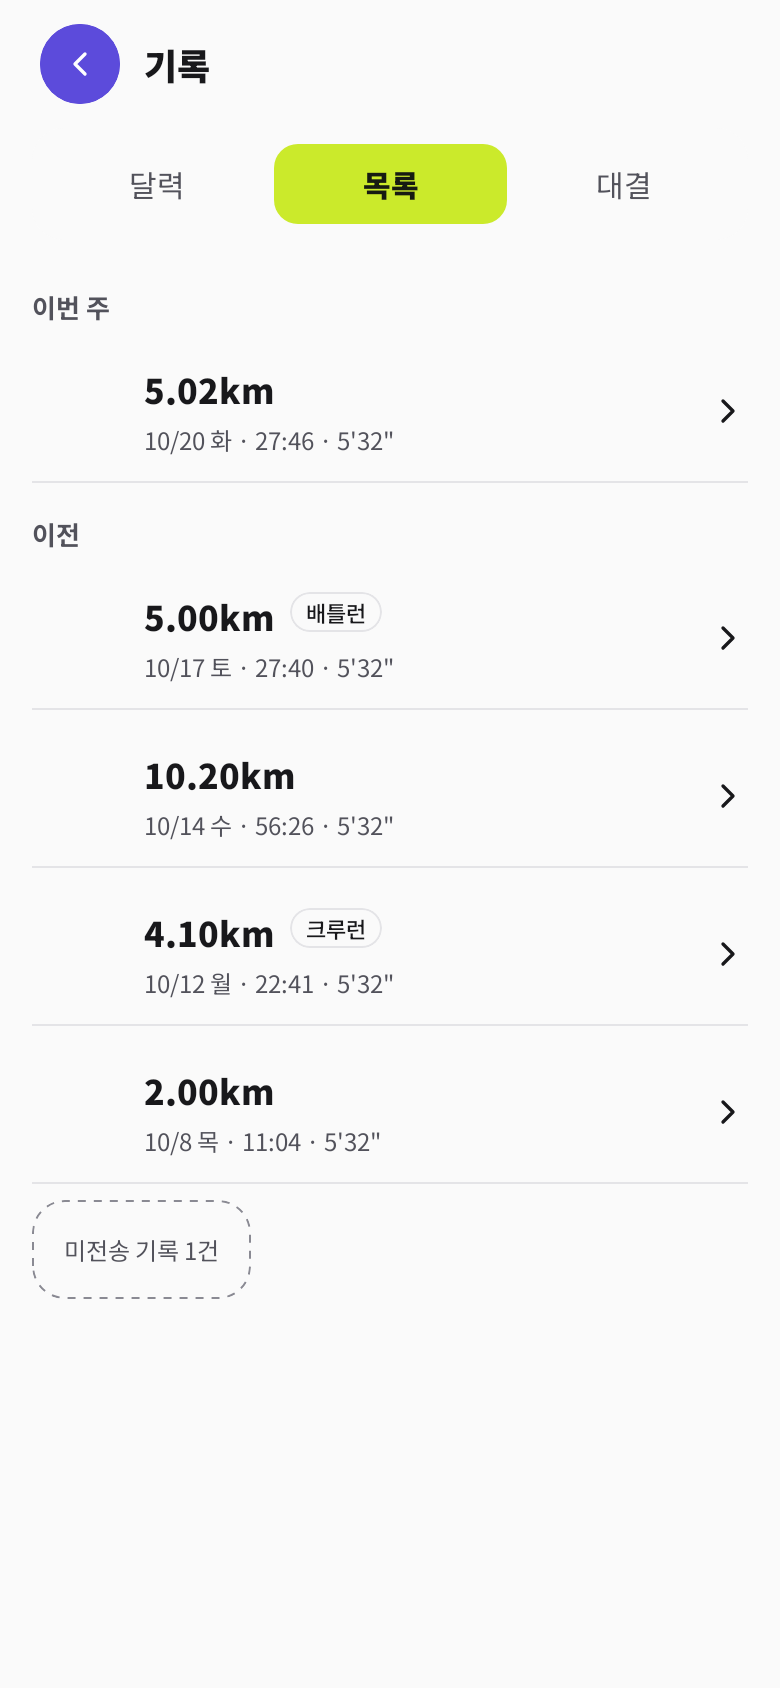 기록
달력 목록 대결
이번 주
5.02km
10/20 화 · 27:46 · 5'32"
이전
5.00km 배틀런
10/17 토 · 27:40 · 5'32"
10.20km
10/14 수 · 56:26 · 5'32"
4.10km 크루런
10/12 월 · 22:41 · 5'32"
2.00km
10/8 목 · 11:04 · 5'32"
미전송 기록 1건